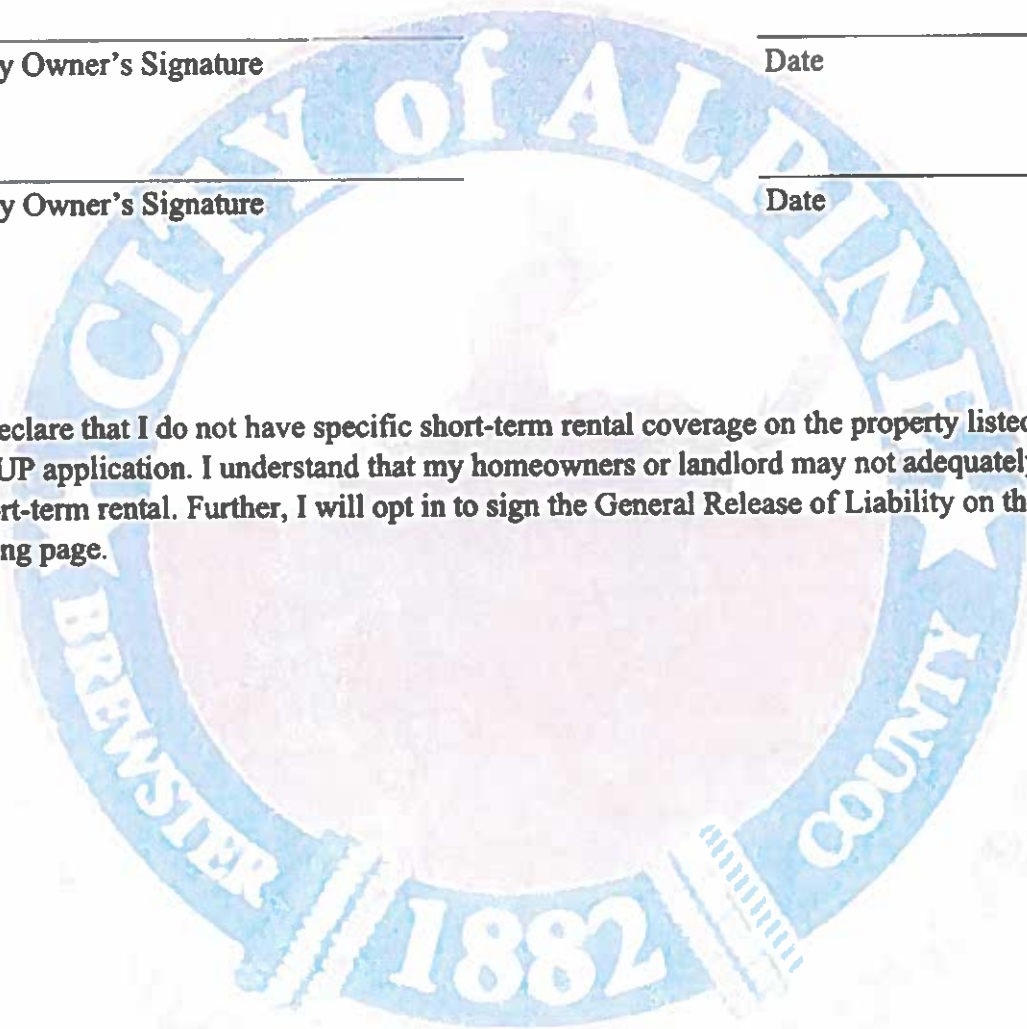 y Owner's Signature Date
y Owner's Signature Date
CITY of ALPINE
eclare that I do not have specific short-term rental coverage on the property listed
UP application. I understand that my homeowners or landlord may not adequately
rt-term rental. Further, I will opt in to sign the General Release of Liability on th
ng page.
BREWSTER COUNTY
1882